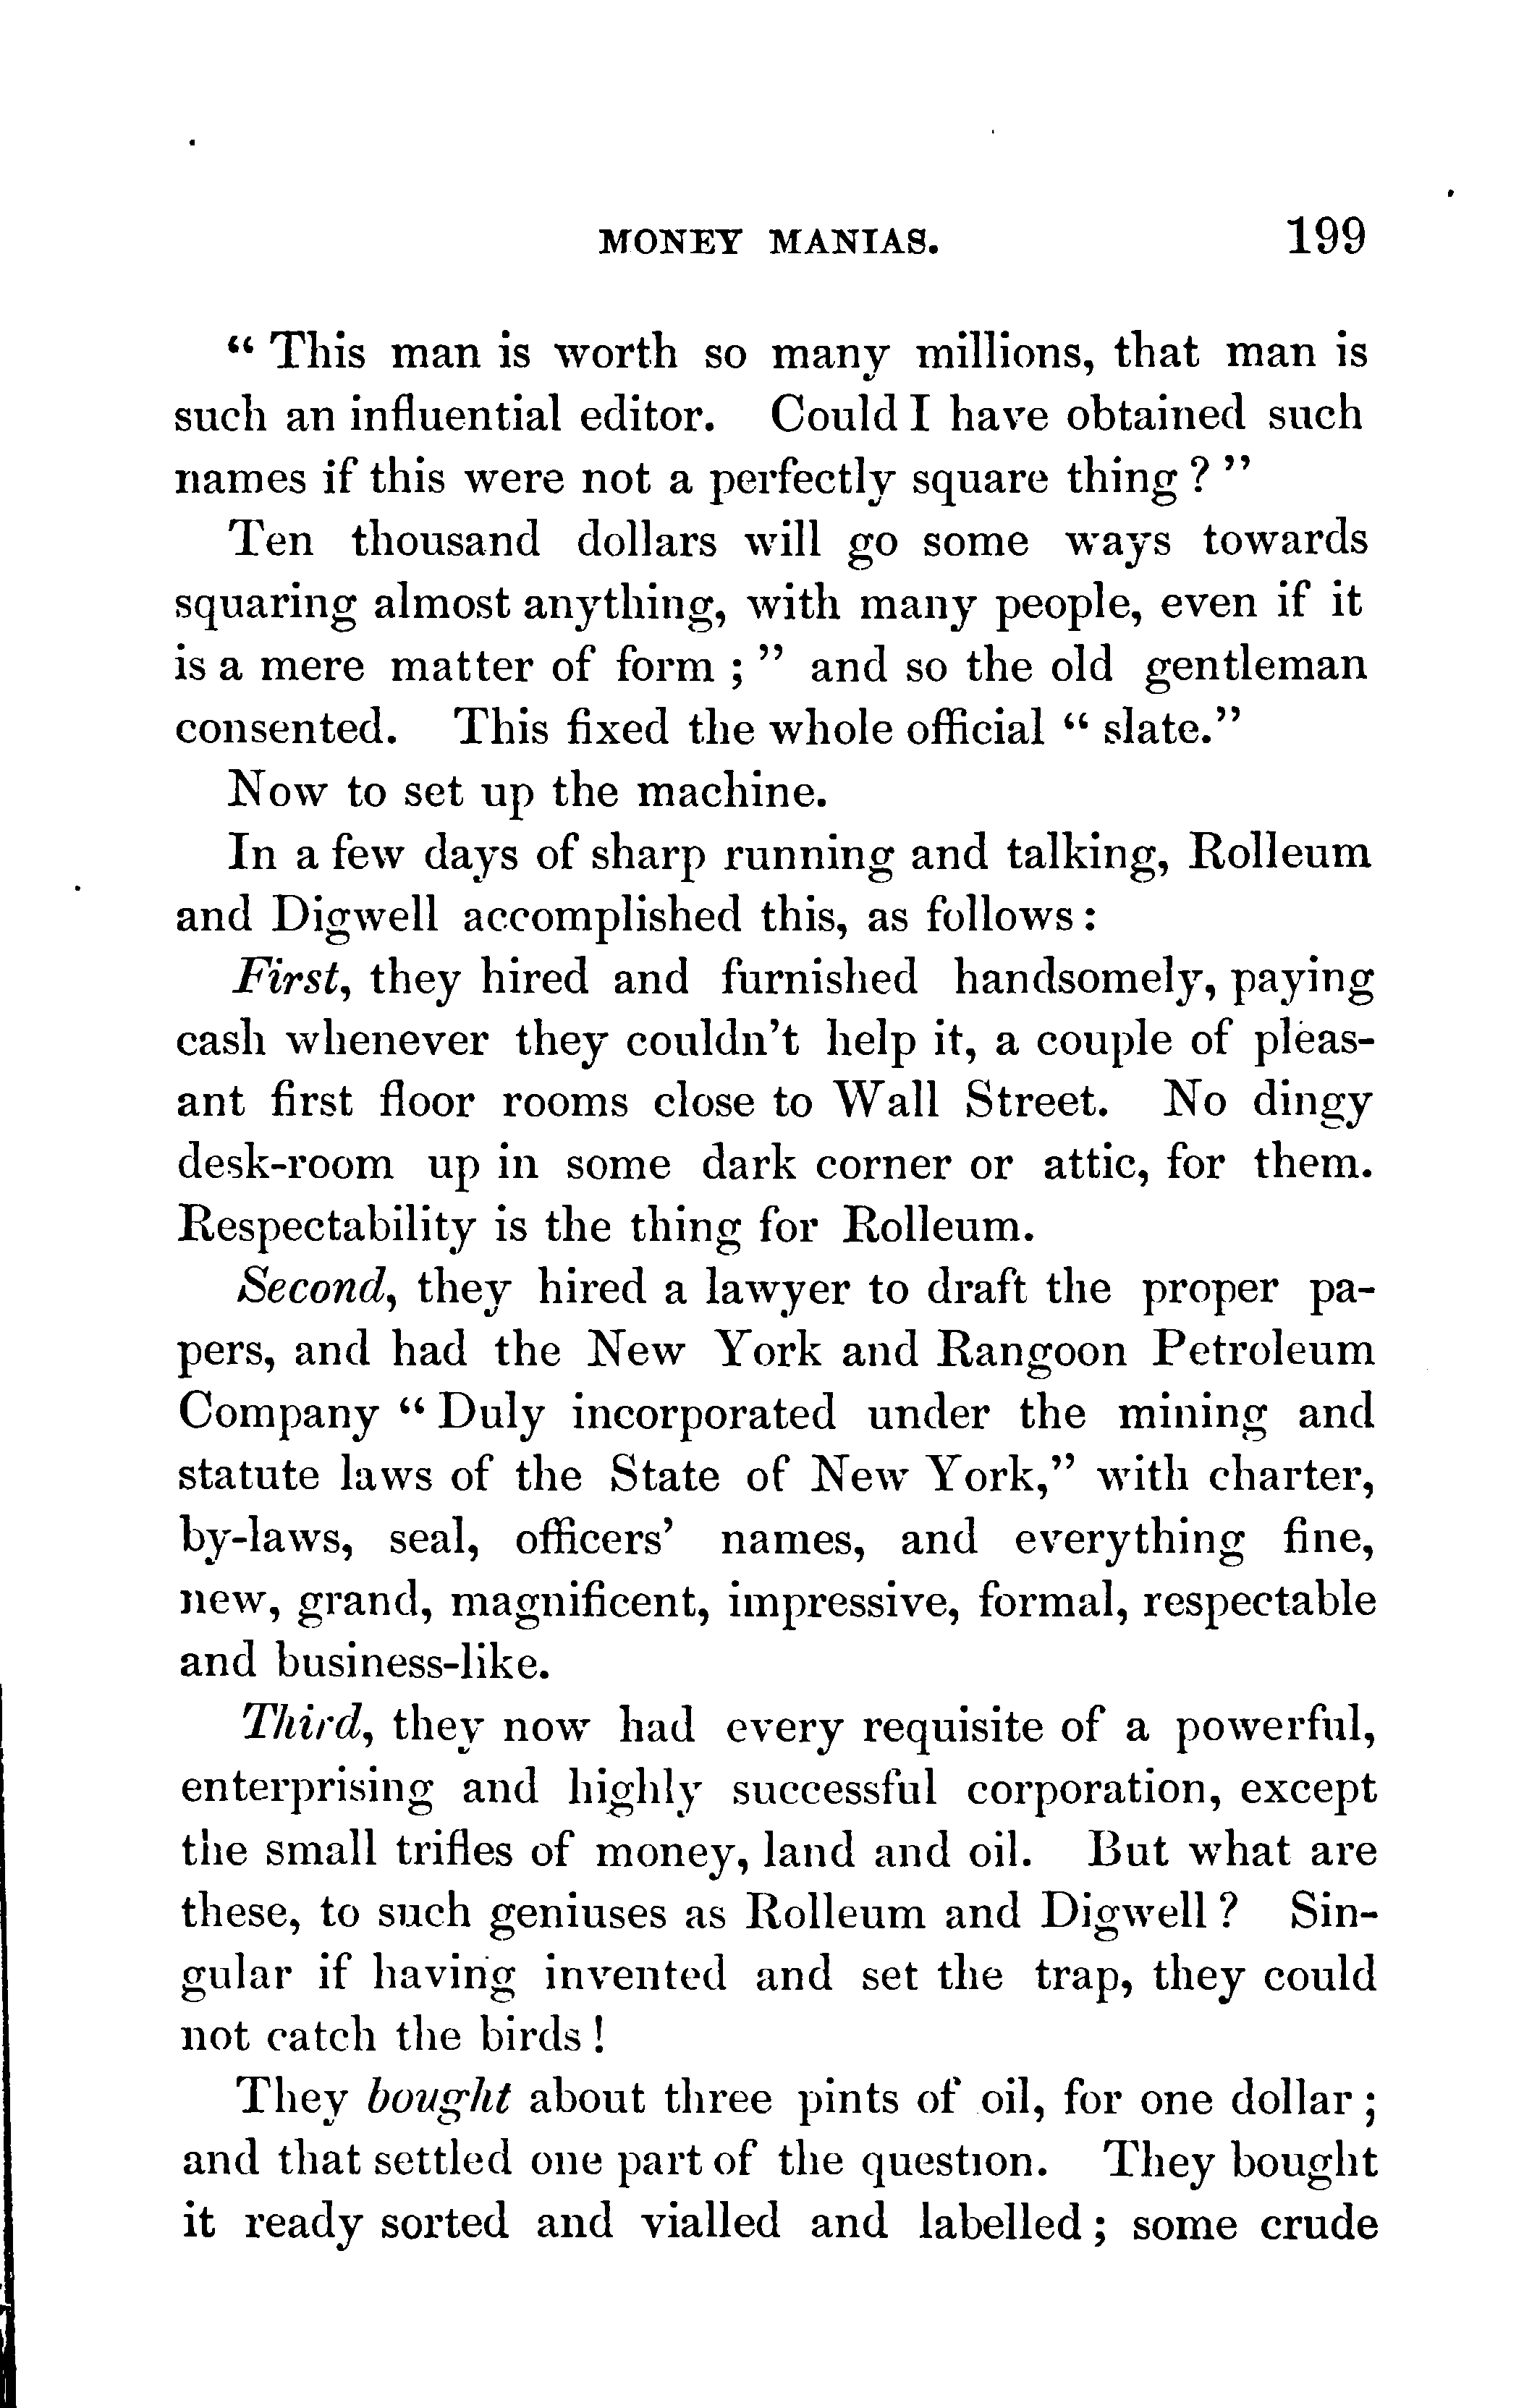 MONEY MANIAS. 199
“ This man is worth so many millions, that man is
such an influential editor. Could I have obtained such
names if this were not a perfectly square thing ? ”
Ten thousand dollars will go some ways towards
squaring almost anything, with many people, even if it
is a mere matter of form ; ” and so the old gentleman
consented. This fixed the whole official “ slate.”
Now to set up the machine.
In a few days of sharp running and talking, Rolleum
and Digwell accomplished this, as follows :
First, they hired and furnished handsomely, paying
cash whenever they couldn’t help it, a couple of pleas-
ant first floor rooms close to Wall Street. No dingy
desk-room up in some dark corner or attic, for them.
Respectability is the thing for Rolleum.
Second, they hired a lawyer to draft the proper pa-
pers, and had the New York and Rangoon Petroleum
Company “ Duly incorporated under the mining and
statute laws of the State of New York,” with charter,
by-laws, seal, officers’ names, and everything fine,
new, grand, magnificent, impressive, formal, respectable
and business-like.
Third, they now had every requisite of a powerful,
enterprising and highly successful corporation, except
the small trifles of money, land and oil. But what are
these, to such geniuses as Rolleum and Digwell ? Sin-
gular if having invented and set the trap, they could
not catch the birds !
They bought about three pints of oil, for one dollar ;
and that settled one part of the question. They bought
it ready sorted and vialled and labelled ; some crude